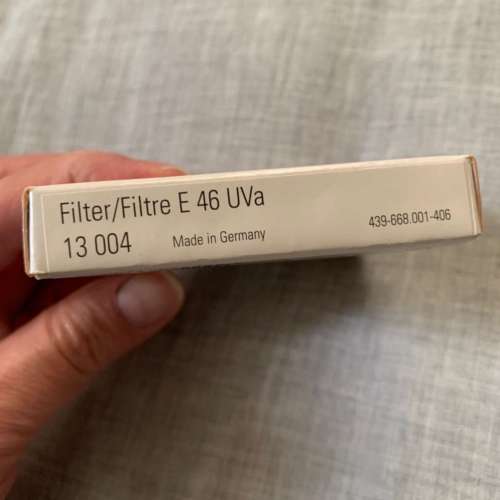 Filter/Filtre E 46 UVa
13 004 Made in Germany 439-668.001-406